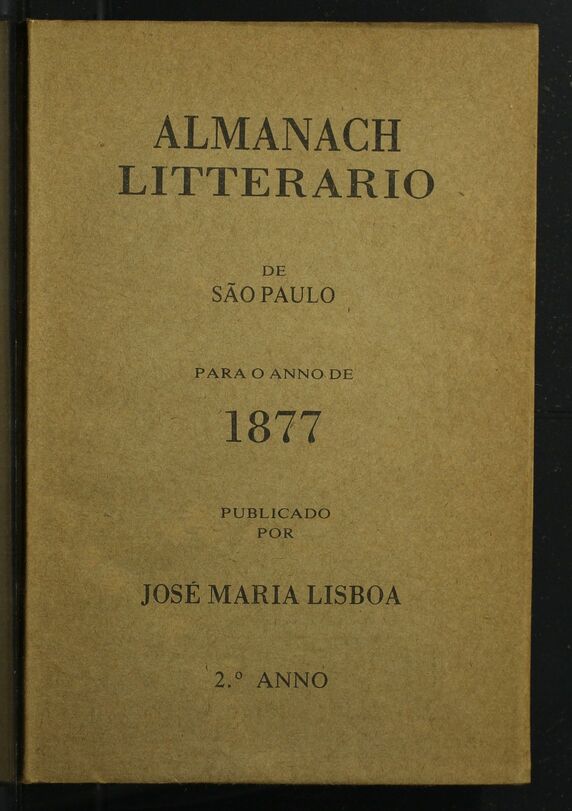 ALMANACH
LITTERARIO
DE
SÃO PAULO
PARA O ANNO DE
1877
PUBLICADO
POR
JOSÉ MARIA LISBOA
2.º ANNO